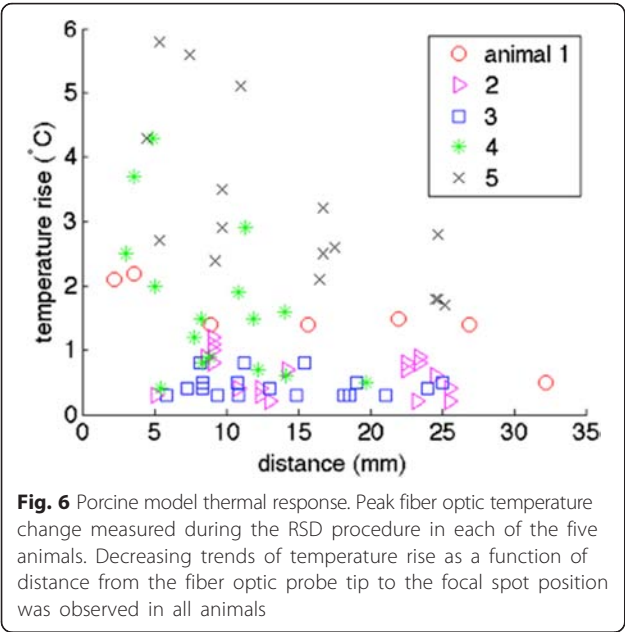 6
5
4
3
2
1
0
temperature rise (˚C)
animal 1
2
3
4
5
0 5 10 15 20 25 30 35
distance (mm)
Fig. 6 Porcine model thermal response. Peak fiber optic temperature
change measured during the RSD procedure in each of the five
animals. Decreasing trends of temperature rise as a function of
distance from the fiber optic probe tip to the focal spot position
was observed in all animals